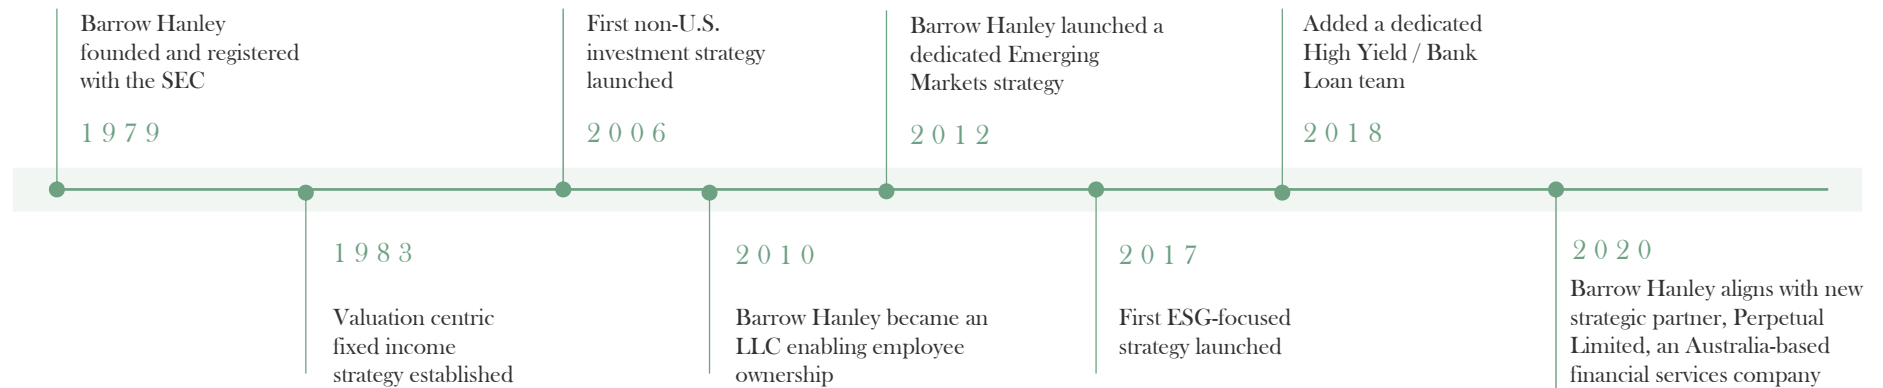 Barrow Hanley
founded and registered
with the SEC
1979
1983
Valuation centric
fixed income
strategy established
First non-U.S.
investment strategy
launched
2006
2010
Barrow Hanley became an
LLC enabling employee
ownership
Barrow Hanley launched a
dedicated Emerging
Markets strategy
2012
2017
First ESG-focused
strategy launched
Added a dedicated
High Yield / Bank
Loan team
2018
2020
Barrow Hanley aligns with new
strategic partner, Perpetual
Limited, an Australia-based
financial services company